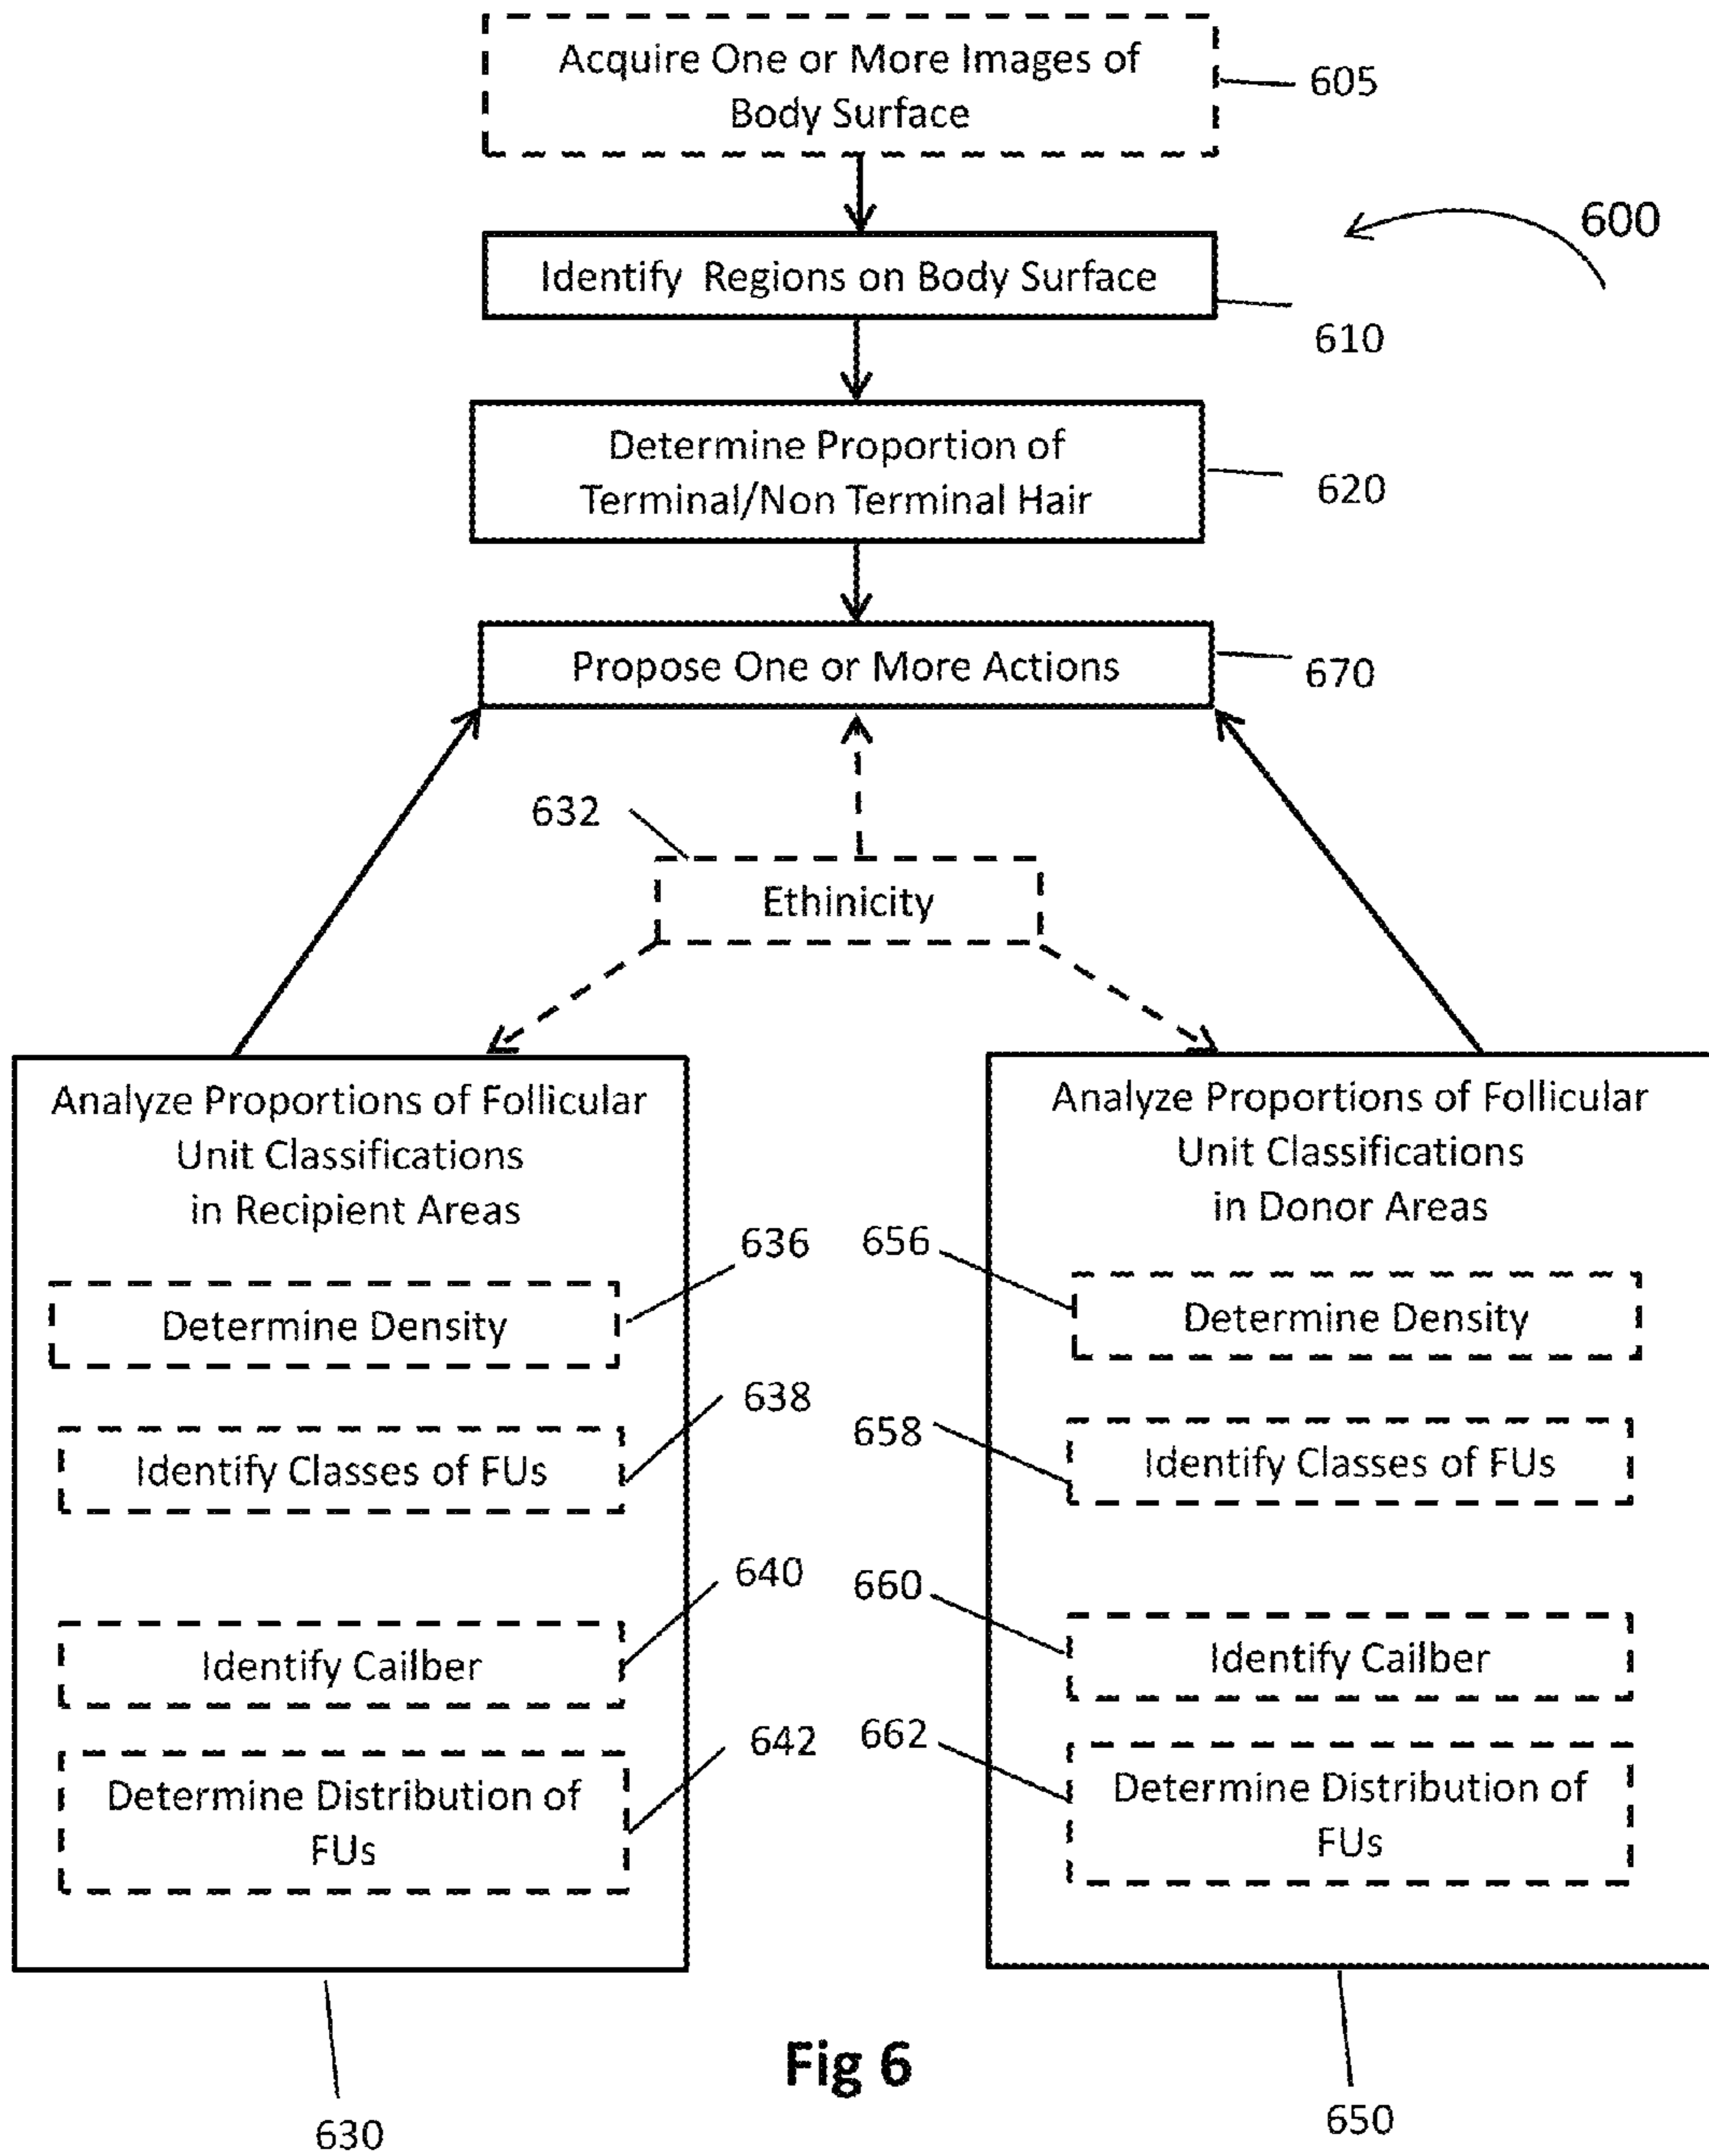 Acquire One or More Images of
Body Surface
605
600
Identify Regions on Body Surface
610
Determine Proportion of
Terminal/Non Terminal Hair
620
Propose One or More Actions
670
632
Ethinicity
Analyze Proportions of Follicular
Unit Classifications
in Recipient Areas
636
Determine Density
638
Identify Classes of FUs
640
Identify Cailber
642
Determine Distribution of
FUs
630
Analyze Proportions of Follicular
Unit Classifications
in Donor Areas
656
Determine Density
658
Identify Classes of FUs
660
Identify Cailber
662
Determine Distribution of
FUs
650
Fig 6